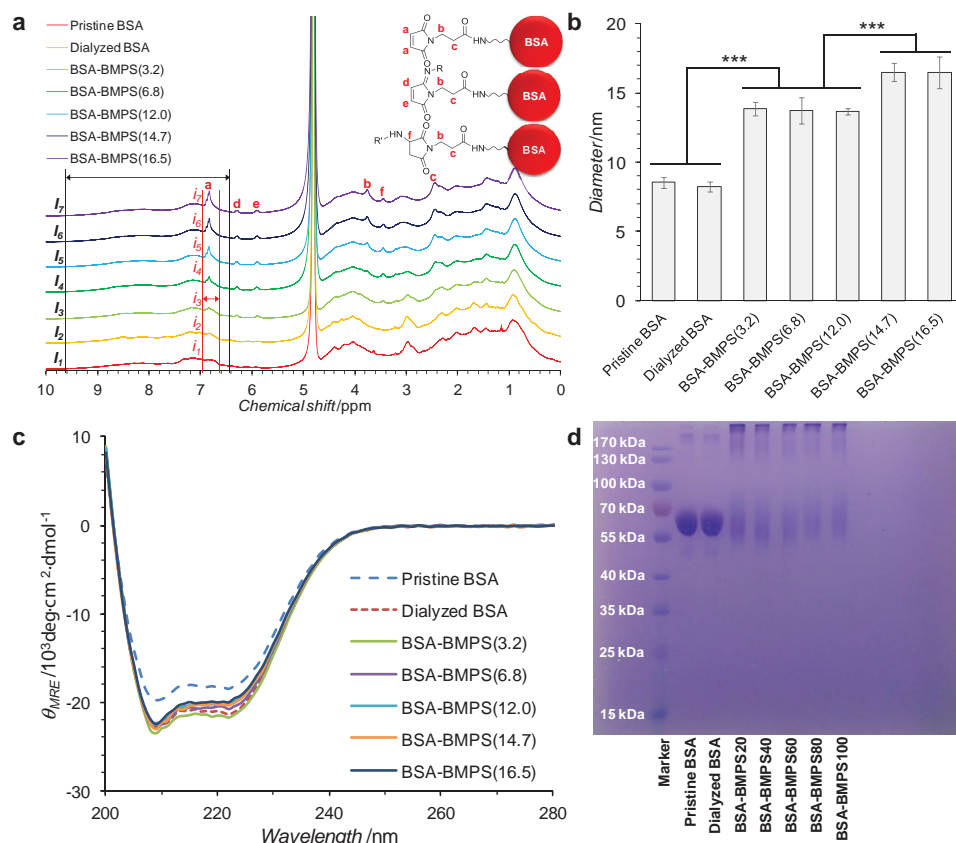 a
Pristine BSA
Dialyzed BSA
BSA-BMPS(3.2)
BSA-BMPS(6.8)
BSA-BMPS(12.0)
BSA-BMPS(14.7)
BSA-BMPS(16.5)
O
a
a
O
N
b
c
O
HN
BSA
N R
d
e
O
N
b
c
O
HN
BSA
R' HN
O
f
O
N
b
c
O
HN
BSA
a
d
e
b
f
c
I7
I6
I5
I4
I3
I2
I1
i7
i6
i5
i4
i3
i2
i1
10 9 8 7 6 5 4 3 2 1 0
Chemical shift/ppm
b
Diameter/nm
20
15
10
5
0
***
***
Pristine BSA
Dialyzed BSA
BSA-BMPS(3.2)
BSA-BMPS(6.8)
BSA-BMPS(12.0)
BSA-BMPS(14.7)
BSA-BMPS(16.5)
c
θMRE /10³deg·cm²·dmol⁻¹
10
0
-10
-20
-30
Pristine BSA
Dialyzed BSA
BSA-BMPS(3.2)
BSA-BMPS(6.8)
BSA-BMPS(12.0)
BSA-BMPS(14.7)
BSA-BMPS(16.5)
200 220 240 260 280
Wavelength /nm
d
170 kDa
130 kDa
100 kDa
70 kDa
55 kDa
40 kDa
35 kDa
25 kDa
15 kDa
Marker
Pristine BSA
Dialyzed BSA
BSA-BMPS20
BSA-BMPS40
BSA-BMPS60
BSA-BMPS80
BSA-BMPS100